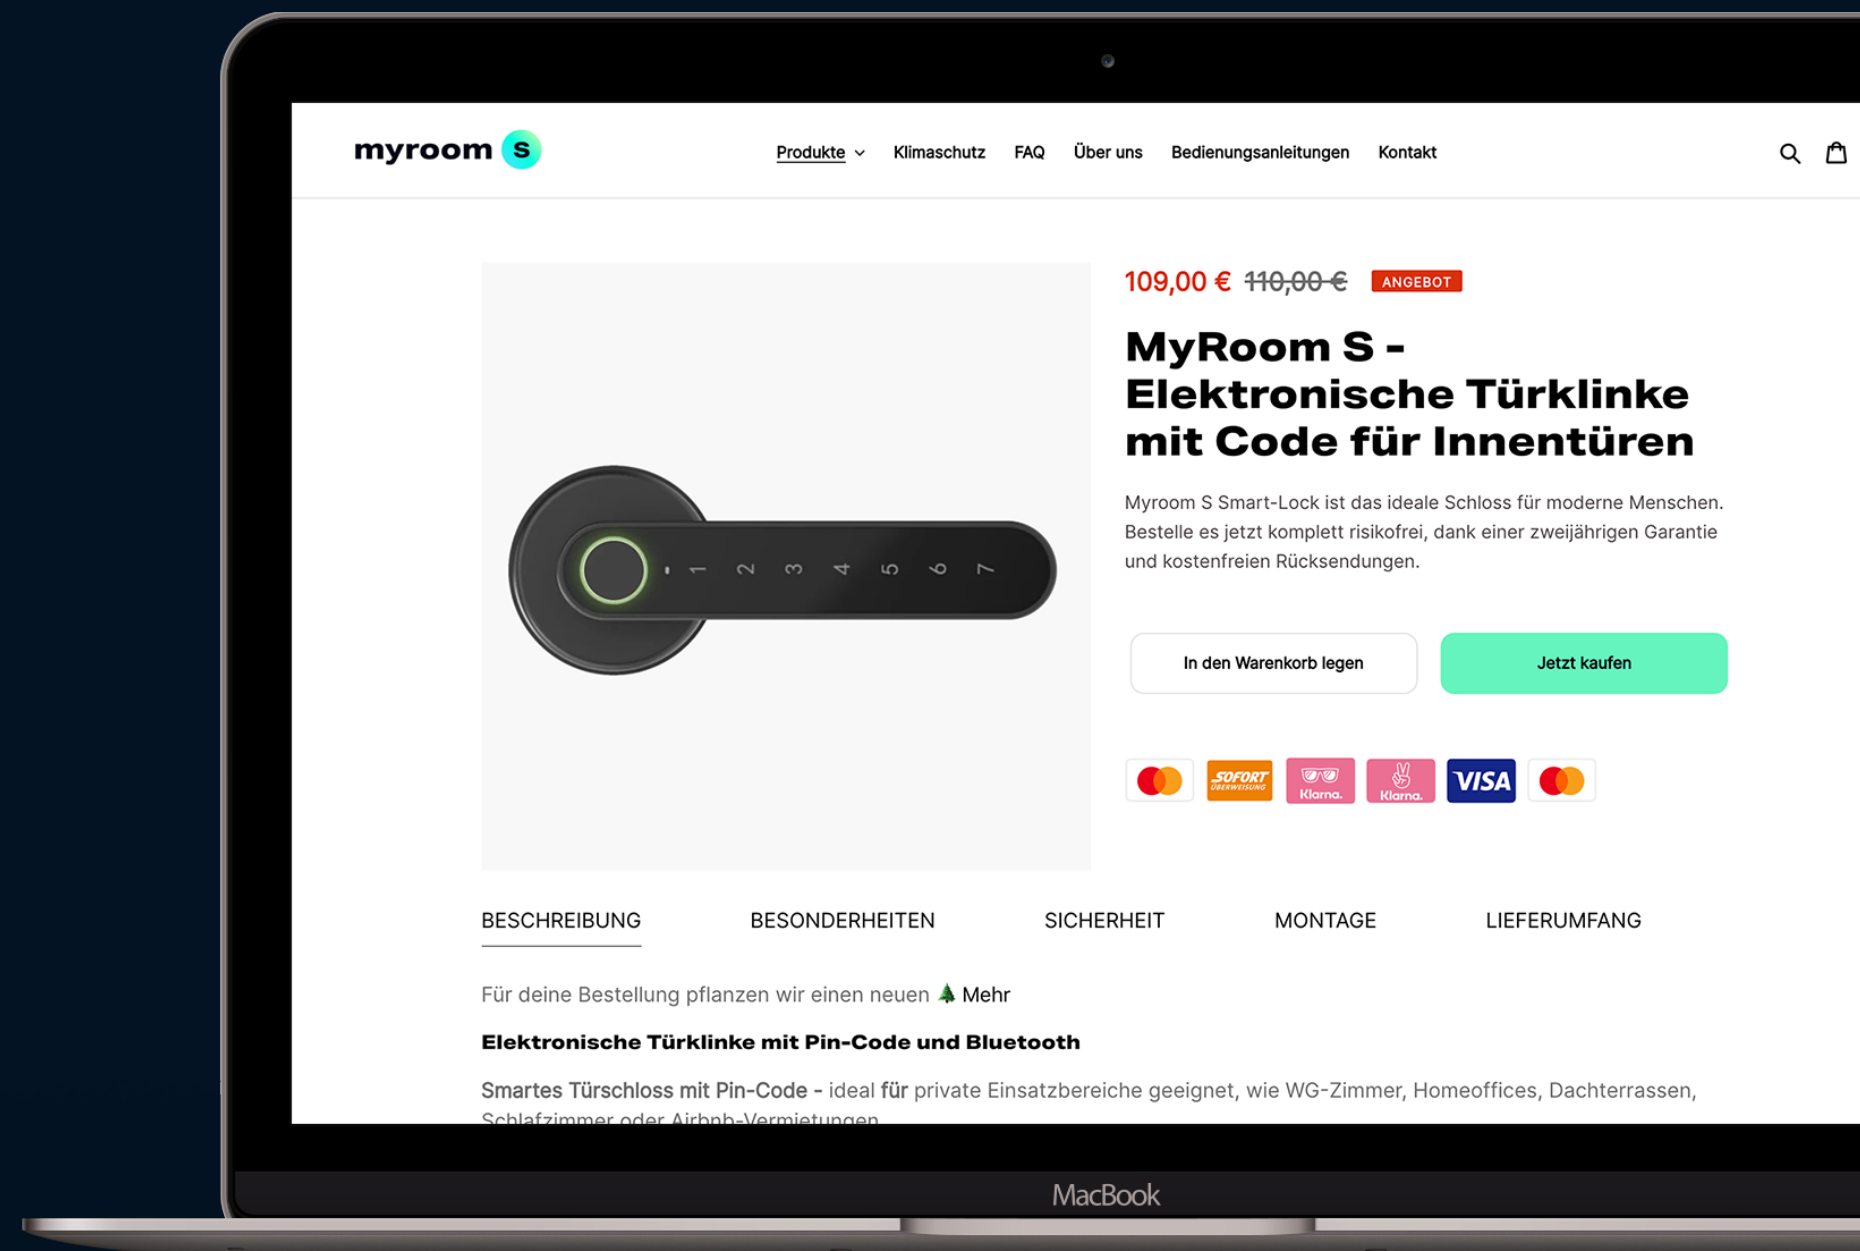 myroom S
Produkte Klimaschutz FAQ Über uns Bedienungsanleitungen Kontakt
109,00 € 110,00 € ANGEBOT
MyRoom S -
Elektronische Türklinke
mit Code für Innentüren
Myroom S Smart-Lock ist das ideale Schloss für moderne Menschen.
Bestelle es jetzt komplett risikofrei, dank einer zweijährigen Garantie
und kostenfreien Rücksendungen.
1 2 3 4 5 6 7
In den Warenkorb legen Jetzt kaufen
SOFORT
ÜBERWEISUNG
Klarna.
Klarna.
VISA
BESCHREIBUNG BESONDERHEITEN SICHERHEIT MONTAGE LIEFERUMFANG
Für deine Bestellung pflanzen wir einen neuen 🌲 Mehr
Elektronische Türklinke mit Pin-Code und Bluetooth
Smartes Türschloss mit Pin-Code - ideal für private Einsatzbereiche geeignet, wie WG-Zimmer, Homeoffices, Dachterrassen,
Schlafzimmer oder Airbnb-Vermietungen
MacBook